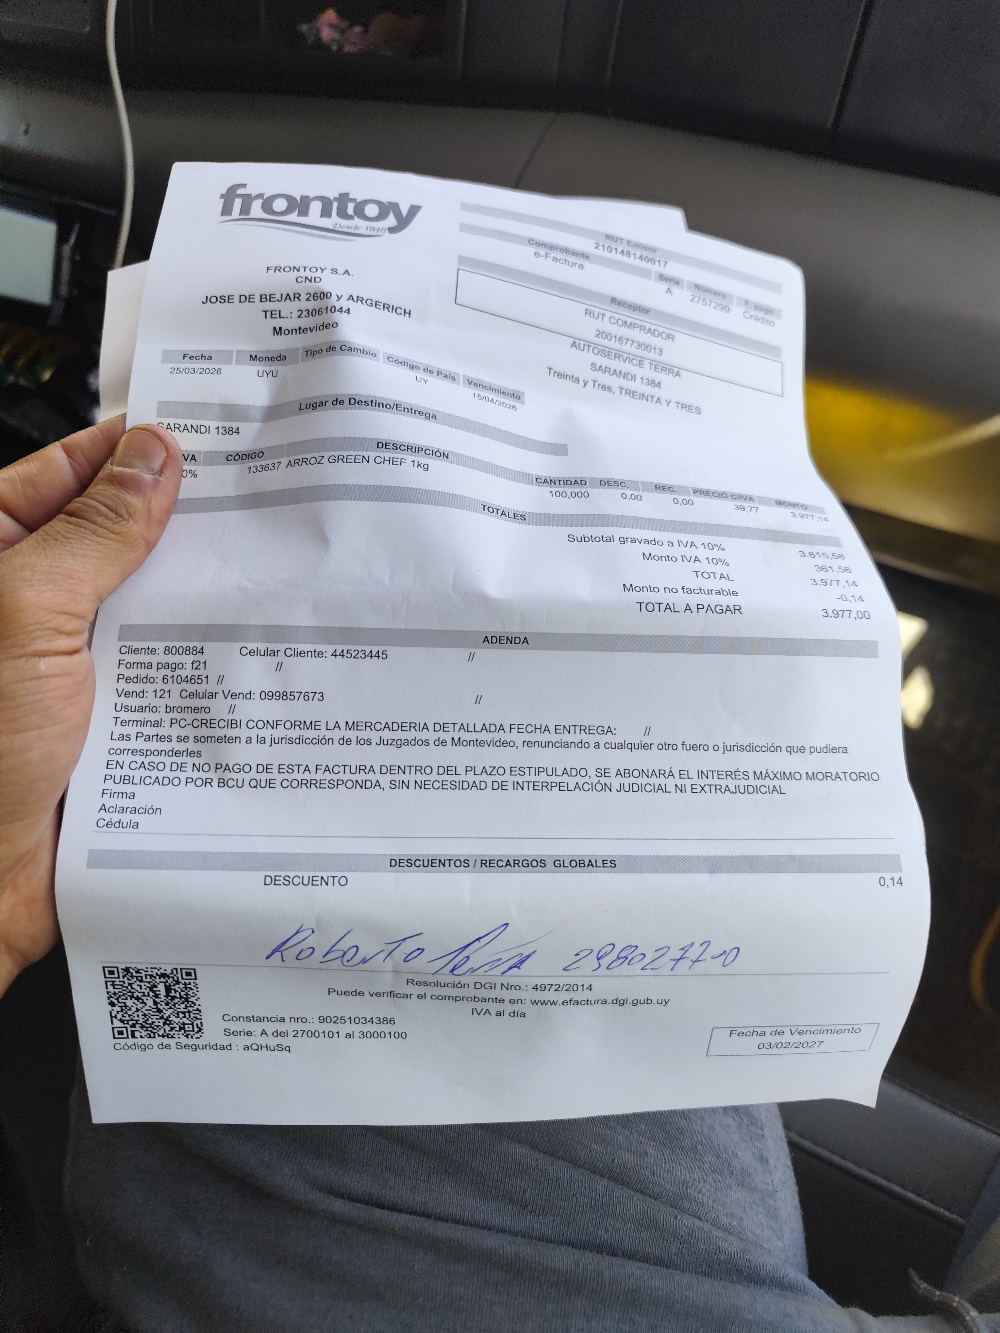 frontoy
Desde 1946
FRONTOY S.A.
CND
JOSE DE BEJAR 2600 y ARGERICH
TEL.: 23061044
Montevideo
RUT Emisor
210148140017
Comprobante Serie Número F. pago
e-Factura A 2757299 Crédito
Receptor
RUT COMPRADOR
200167730013
AUTOSERVICE TERRA
SARANDI 1384
Treinta y Tres, TREINTA Y TRES
Fecha Moneda Tipo de Cambio Código de País Vencimiento
25/03/2026 UYU UY 15/04/2026
Lugar de Destino/Entrega
SARANDI 1384
VA CÓDIGO DESCRIPCIÓN CANTIDAD DESC. REC. PRECIO C/IVA MONTO
0% 133637 ARROZ GREEN CHEF 1kg 100,000 0,00 0,00 39,77 3.977,14
TOTALES
Subtotal gravado a IVA 10% 3.615,58
Monto IVA 10% 361,56
TOTAL 3.977,14
Monto no facturable -0,14
TOTAL A PAGAR 3.977,00
ADENDA
Cliente: 800884 Celular Cliente: 44523445 //
Forma pago: f21 //
Pedido: 6104651 //
Vend: 121 Celular Vend: 099857673 //
Usuario: bromero //
Terminal: PC-CRECIBI CONFORME LA MERCADERIA DETALLADA FECHA ENTREGA: //
Las Partes se someten a la jurisdicción de los Juzgados de Montevideo, renunciando a cualquier otro fuero o jurisdicción que pudiera
corresponderles
EN CASO DE NO PAGO DE ESTA FACTURA DENTRO DEL PLAZO ESTIPULADO, SE ABONARÁ EL INTERÉS MÁXIMO MORATORIO
PUBLICADO POR BCU QUE CORRESPONDA, SIN NECESIDAD DE INTERPELACIÓN JUDICIAL NI EXTRAJUDICIAL
Firma
Aclaración
Cédula
DESCUENTOS / RECARGOS GLOBALES
DESCUENTO 0,14
Roberto 2980277-0
Resolución DGI Nro.: 4972/2014
Puede verificar el comprobante en: www.efactura.dgi.gub.uy
IVA al día
Constancia nro.: 90251034386
Serie: A del 2700101 al 3000100
Código de Seguridad : aQHuSq
Fecha de Vencimiento
03/02/2027